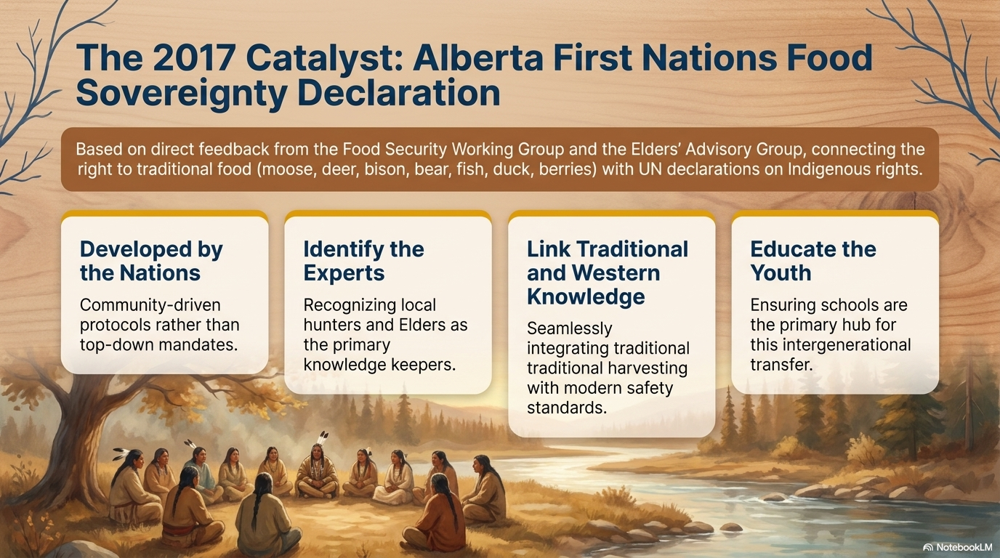 The 2017 Catalyst: Alberta First Nations Food
Sovereignty Declaration
Based on direct feedback from the Food Security Working Group and the Elders’ Advisory Group, connecting the
right to traditional food (moose, deer, bison, bear, fish, duck, berries) with UN declarations on Indigenous rights.
Developed by
the Nations
Community-driven
protocols rather than
top-down mandates.
Identify the
Experts
Recognizing local
hunters and Elders as
the primary
knowledge keepers.
Link Traditional
and Western
Knowledge
Seamlessly
integrating traditional
traditional harvesting
with modern safety
standards.
Educate the
Youth
Ensuring schools are
the primary hub for
this intergenerational
transfer.
NotebookLM